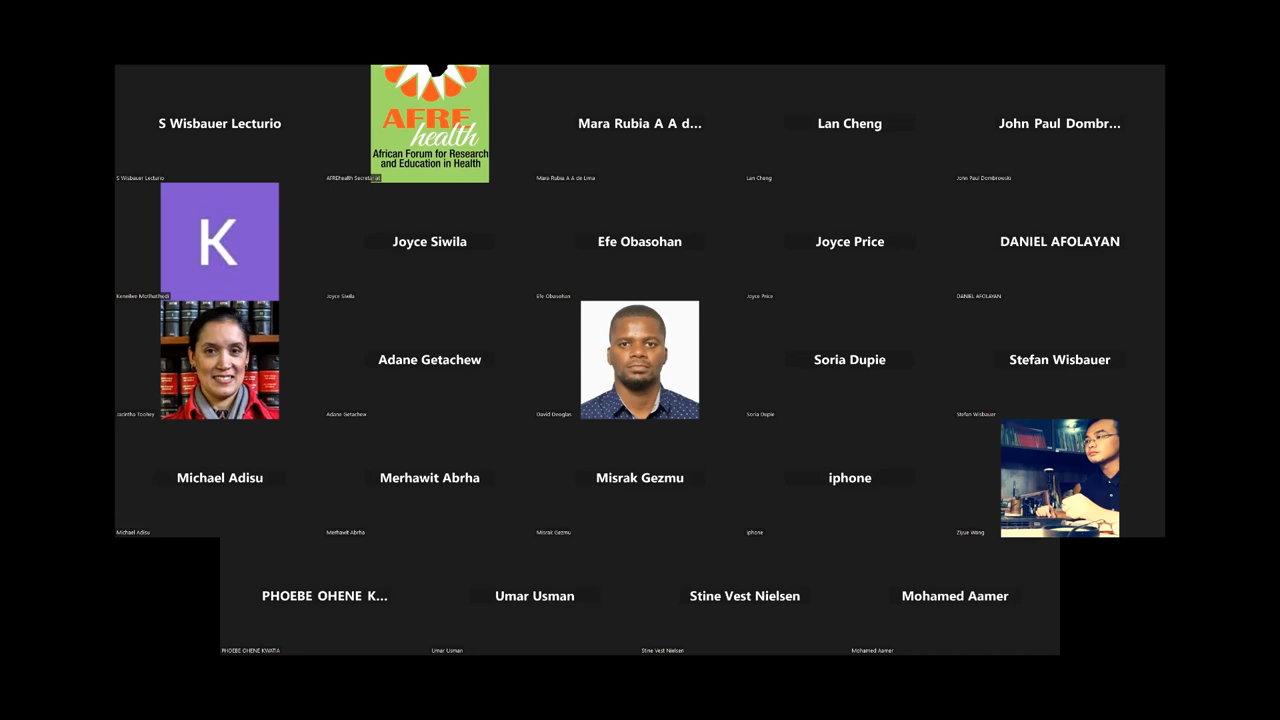 S Wisbauer Lecturio
AFRE
health
African Forum for Research
and Education in Health
Mara Rubia A A d...
Lan Cheng
John Paul Dombr...
S Wisbauer Lecturio
AFREhealth Secretariat
Mara Rubia A A de Lima
Lan Cheng
John Paul Dombrowski
K
Joyce Siwila
Efe Obasohan
Joyce Price
DANIEL AFOLAYAN
Joyce Siwila
Efe Obasohan
Joyce Price
DANIEL AFOLAYAN
Adane Getachew
Soria Dupie
Stefan Wisbauer
Jacintha Toohey
Adane Getachew
David Douglas
Soria Dupie
Stefan Wisbauer
Michael Adisu
Merhawit Abrha
Misrak Gezmu
iphone
Michael Adisu
Merhawit Abrha
Misrak Gezmu
iphone
Ziyue Wang
PHOEBE OHENE K...
Umar Usman
Stine Vest Nielsen
Mohamed Aamer
PHOEBE OHENE KWATIA
Umar Usman
Stine Vest Nielsen
Mohamed Aamer